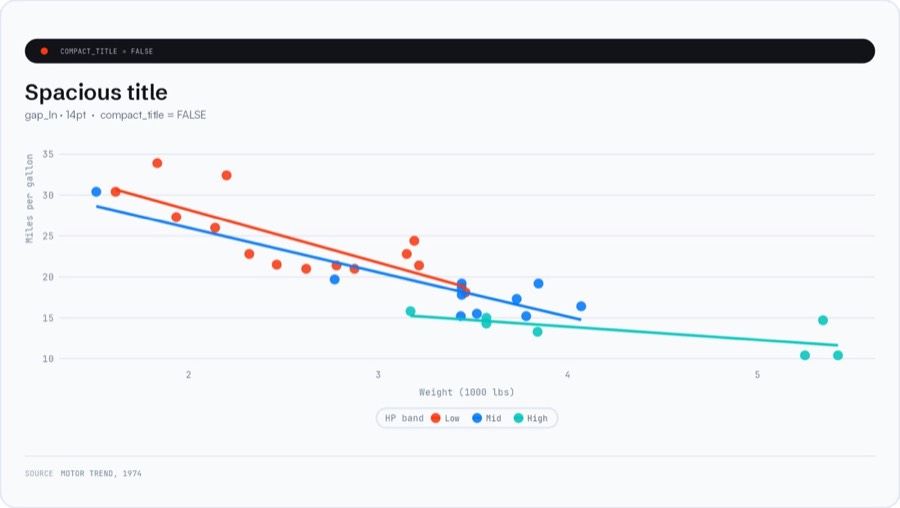 COMPACT_TITLE = FALSE
Spacious title
gap_ln • 14pt • compact_title = FALSE
Miles per gallon
35
30
25
20
15
10
2 3 4 5
Weight (1000 lbs)
HP band Low Mid High
SOURCE MOTOR TREND, 1974